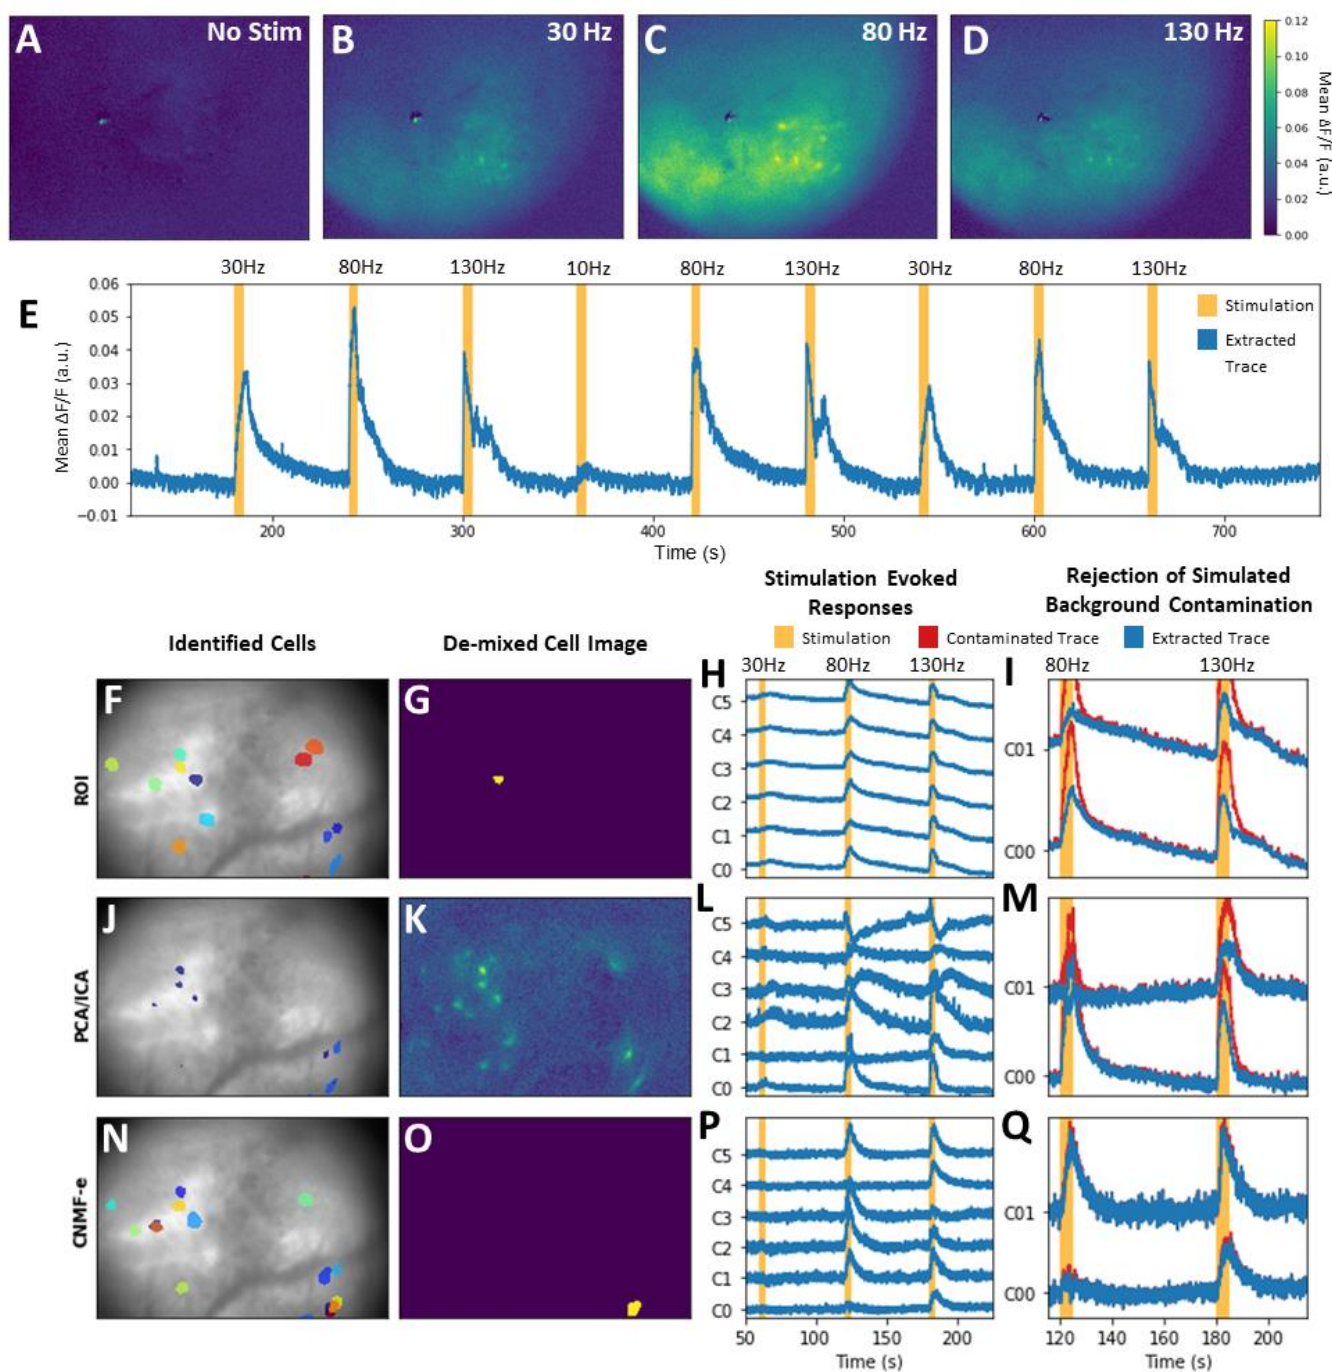 A No Stim
B 30 Hz
C 80 Hz
D 130 Hz
0.12
0.10
0.08
0.06
0.04
0.02
0.00
Mean ΔF/F (a.u.)
30Hz 80Hz 130Hz 10Hz 80Hz 130Hz 30Hz 80Hz 130Hz
E
Mean ΔF/F (a.u.)
0.06
0.05
0.04
0.03
0.02
0.01
0.00
−0.01
Stimulation
Extracted
Trace
200 300 400 500 600 700
Time (s)
Stimulation Evoked
Responses
Rejection of Simulated
Background Contamination
Identified Cells
De-mixed Cell Image
Stimulation
Contaminated Trace
Extracted Trace
ROI
F
G
H
30Hz 80Hz 130Hz
C5
C4
C3
C2
C1
C0
I
80Hz 130Hz
C01
C00
PCA/ICA
J
K
L
C5
C4
C3
C2
C1
C0
M
C01
C00
CNMF-e
N
O
P
C5
C4
C3
C2
C1
C0
50 100 150 200
Time (s)
Q
C01
C00
120 140 160 180 200
Time (s)